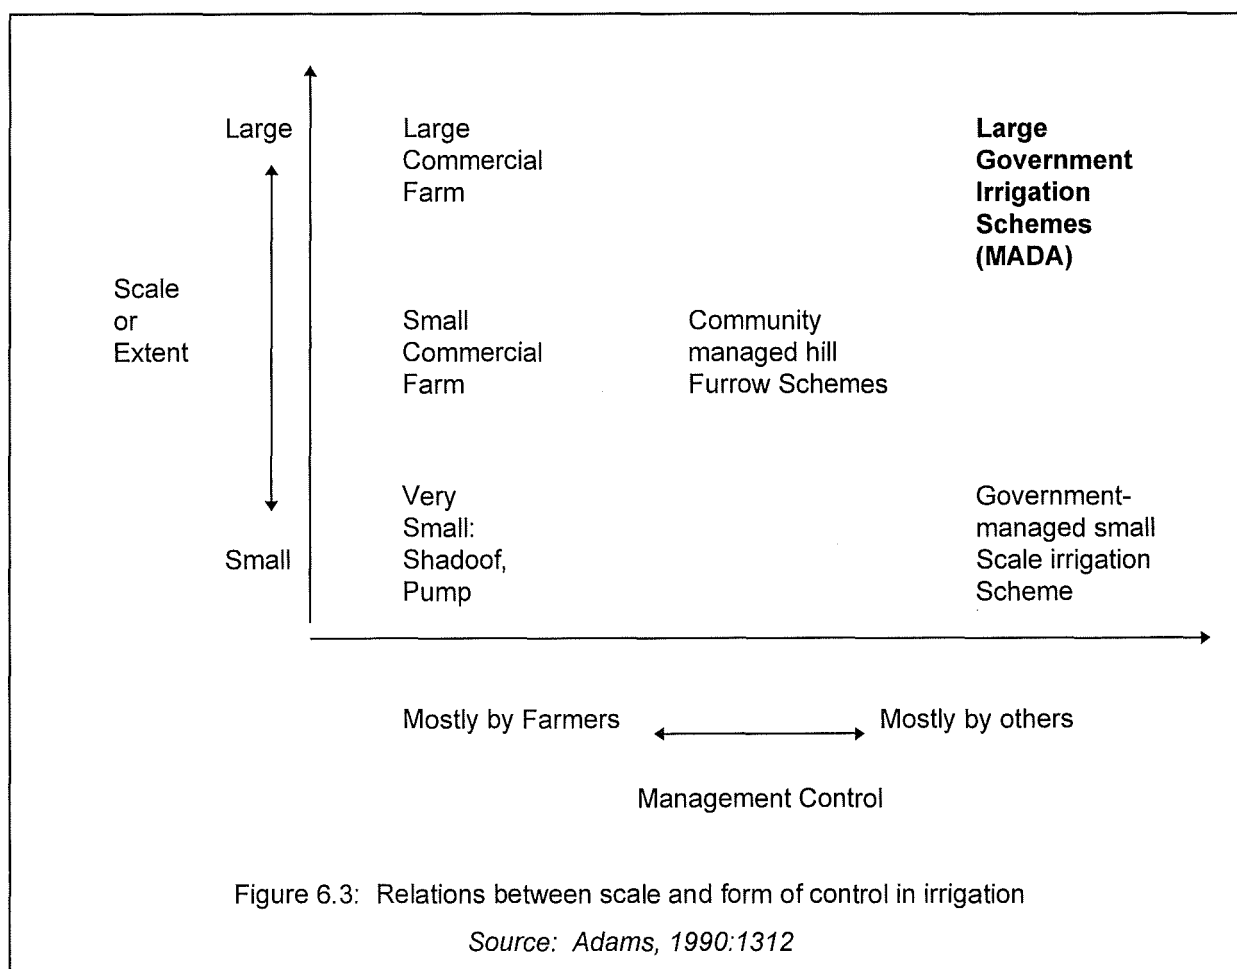 Large
Large
Commercial
Farm
Large
Government
Irrigation
Schemes
(MADA)
Scale
or
Extent
Small
Commercial
Farm
Community
managed hill
Furrow Schemes
Very
Small:
Shadoof,
Pump
Government-
managed small
Scale irrigation
Scheme
Small
Mostly by Farmers
Mostly by others
Management Control
Figure 6.3: Relations between scale and form of control in irrigation
Source: Adams, 1990:1312